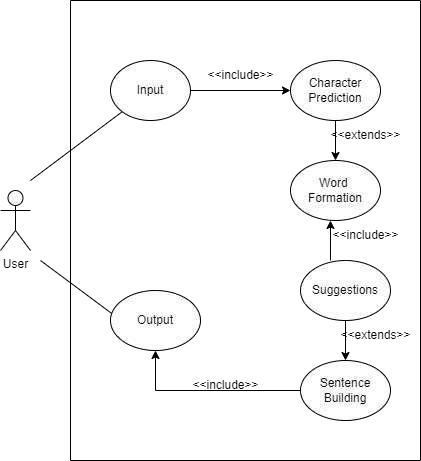 <<include>>
Input
Character
Prediction
<<extends>>
Word
Formation
<<include>>
User
Suggestions
Output
<<extends>>
<<include>>
Sentence
Building